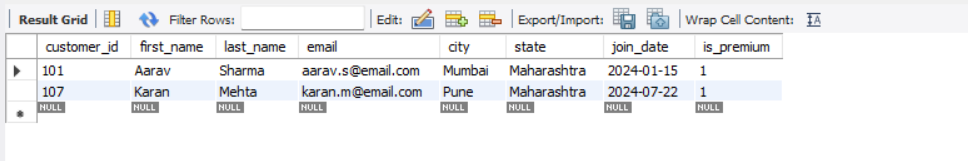 Result Grid Filter Rows: Edit: Export/Import: Wrap Cell Content: IA
customer_id first_name last_name email city state join_date is_premium
101 Aarav Sharma aarav.s@email.com Mumbai Maharashtra 2024-01-15 1
107 Karan Mehta karan.m@email.com Pune Maharashtra 2024-07-22 1
NULL NULL NULL NULL NULL NULL NULL NULL